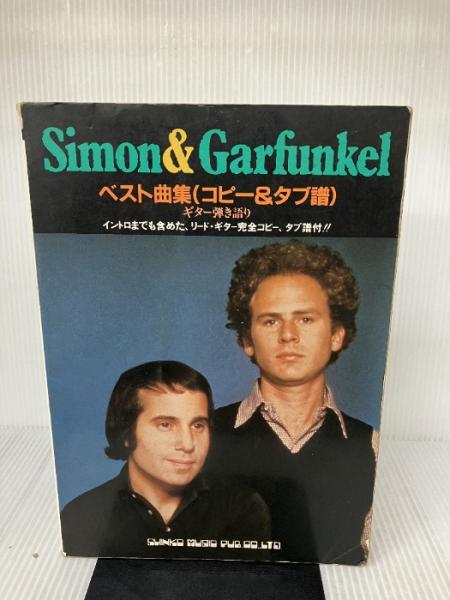 Simon & Garfunkel
ベスト曲集(コピー&タブ譜)
ギター弾き語り
イントロまでも含めた、リード・ギター完全コピー、タブ譜付!!
SHINKO MUSIC PUB CO.,LTD